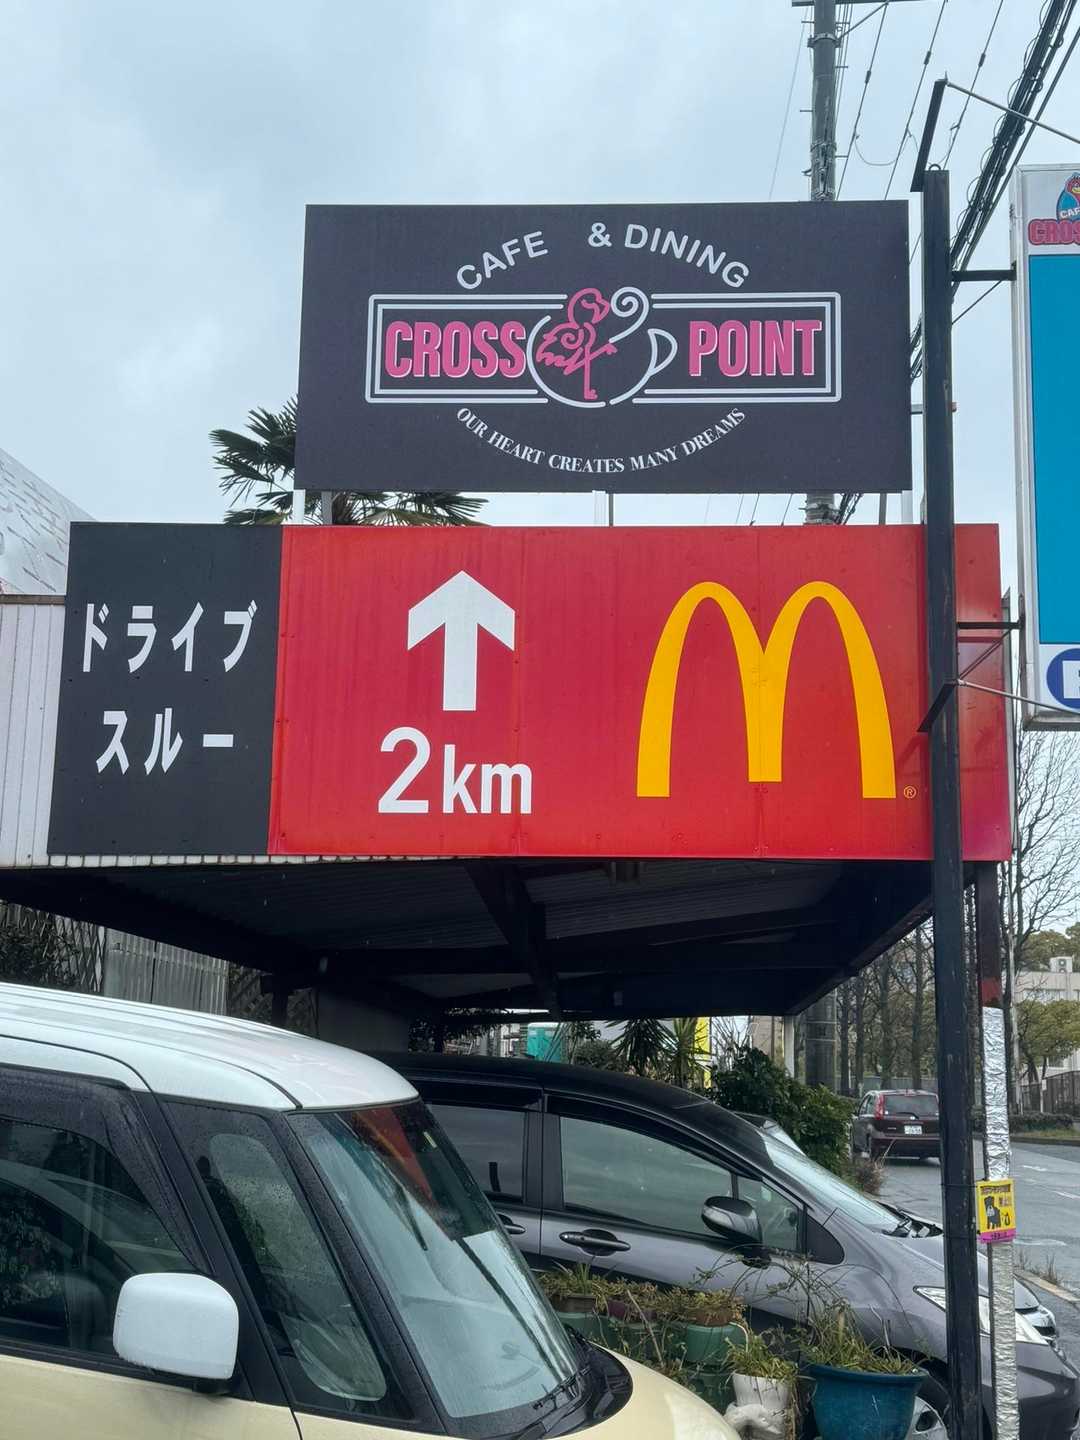 CAFE & DINING
CROSS POINT
OUR HEART CREATES MANY DREAMS
ドライブ
スルー
2km
®